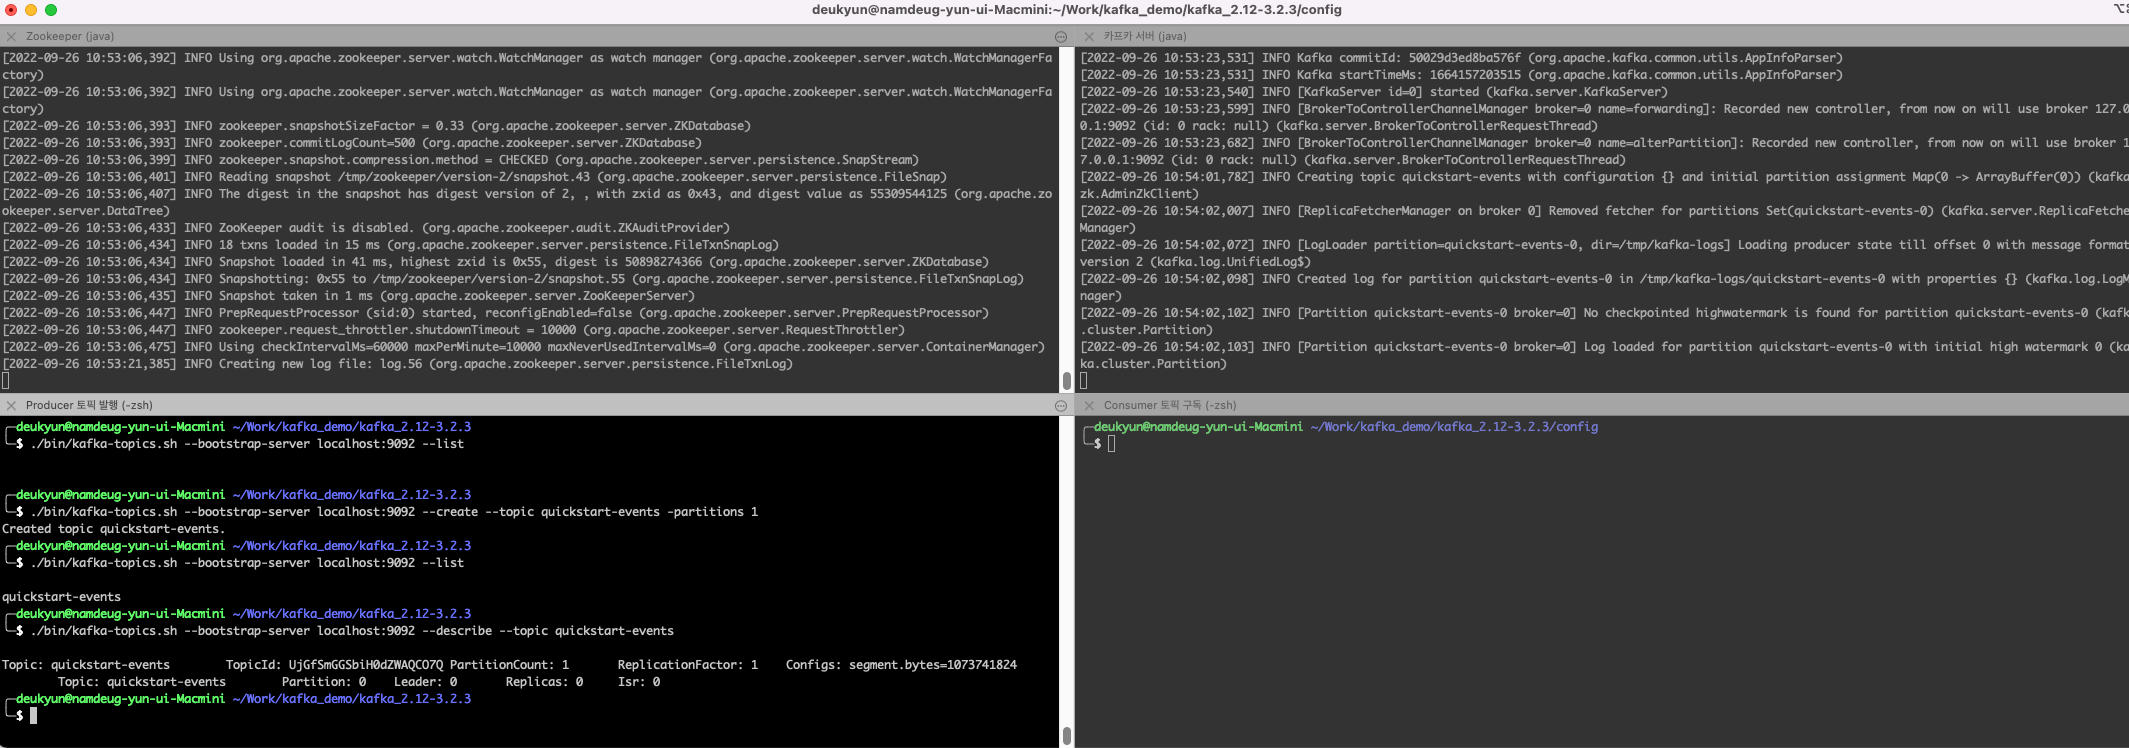 deukyun@namdeug-yun-ui-Macmini:~/Work/kafka_demo/kafka_2.12-3.2.3/config
Zookeeper (java)
[2022-09-26 10:53:06,392] INFO Using org.apache.zookeeper.server.watch.WatchManager as watch manager (org.apache.zookeeper.server.watch.WatchManagerFa
ctory)
[2022-09-26 10:53:06,392] INFO Using org.apache.zookeeper.server.watch.WatchManager as watch manager (org.apache.zookeeper.server.watch.WatchManagerFa
ctory)
[2022-09-26 10:53:06,393] INFO zookeeper.snapshotSizeFactor = 0.33 (org.apache.zookeeper.server.ZKDatabase)
[2022-09-26 10:53:06,393] INFO zookeeper.commitLogCount=500 (org.apache.zookeeper.server.ZKDatabase)
[2022-09-26 10:53:06,399] INFO zookeeper.snapshot.compression.method = CHECKED (org.apache.zookeeper.server.persistence.SnapStream)
[2022-09-26 10:53:06,401] INFO Reading snapshot /tmp/zookeeper/version-2/snapshot.43 (org.apache.zookeeper.server.persistence.FileSnap)
[2022-09-26 10:53:06,407] INFO The digest in the snapshot has digest version of 2, , with zxid as 0x43, and digest value as 55309544125 (org.apache.zo
okeeper.server.DataTree)
[2022-09-26 10:53:06,433] INFO ZooKeeper audit is disabled. (org.apache.zookeeper.audit.ZKAuditProvider)
[2022-09-26 10:53:06,434] INFO 18 txns loaded in 15 ms (org.apache.zookeeper.server.persistence.FileTxnSnapLog)
[2022-09-26 10:53:06,434] INFO Snapshot loaded in 41 ms, highest zxid is 0x55, digest is 50898274366 (org.apache.zookeeper.server.ZKDatabase)
[2022-09-26 10:53:06,434] INFO Snapshotting: 0x55 to /tmp/zookeeper/version-2/snapshot.55 (org.apache.zookeeper.server.persistence.FileTxnSnapLog)
[2022-09-26 10:53:06,435] INFO Snapshot taken in 1 ms (org.apache.zookeeper.server.ZooKeeperServer)
[2022-09-26 10:53:06,447] INFO PrepRequestProcessor (sid:0) started, reconfigEnabled=false (org.apache.zookeeper.server.PrepRequestProcessor)
[2022-09-26 10:53:06,447] INFO zookeeper.request_throttler.shutdownTimeout = 10000 (org.apache.zookeeper.server.RequestThrottler)
[2022-09-26 10:53:06,475] INFO Using checkIntervalMs=60000 maxPerMinute=10000 maxNeverUsedIntervalMs=0 (org.apache.zookeeper.server.ContainerManager)
[2022-09-26 10:53:21,385] INFO Creating new log file: log.56 (org.apache.zookeeper.server.persistence.FileTxnLog)
카프카 서버 (java)
[2022-09-26 10:53:23,531] INFO Kafka commitId: 50029d3ed8ba576f (org.apache.kafka.common.utils.AppInfoParser)
[2022-09-26 10:53:23,531] INFO Kafka startTimeMs: 1664157203515 (org.apache.kafka.common.utils.AppInfoParser)
[2022-09-26 10:53:23,540] INFO [KafkaServer id=0] started (kafka.server.KafkaServer)
[2022-09-26 10:53:23,599] INFO [BrokerToControllerChannelManager broker=0 name=forwarding]: Recorded new controller, from now on will use broker 127.0
0.1:9092 (id: 0 rack: null) (kafka.server.BrokerToControllerRequestThread)
[2022-09-26 10:53:23,682] INFO [BrokerToControllerChannelManager broker=0 name=alterPartition]: Recorded new controller, from now on will use broker 1
7.0.0.1:9092 (id: 0 rack: null) (kafka.server.BrokerToControllerRequestThread)
[2022-09-26 10:54:01,782] INFO Creating topic quickstart-events with configuration {} and initial partition assignment Map(0 -> ArrayBuffer(0)) (kafka
zk.AdminZkClient)
[2022-09-26 10:54:02,007] INFO [ReplicaFetcherManager on broker 0] Removed fetcher for partitions Set(quickstart-events-0) (kafka.server.ReplicaFetche
Manager)
[2022-09-26 10:54:02,072] INFO [LogLoader partition=quickstart-events-0, dir=/tmp/kafka-logs] Loading producer state till offset 0 with message format
version 2 (kafka.log.UnifiedLog$)
[2022-09-26 10:54:02,098] INFO Created log for partition quickstart-events-0 in /tmp/kafka-logs/quickstart-events-0 with properties {} (kafka.log.LogM
nager)
[2022-09-26 10:54:02,102] INFO [Partition quickstart-events-0 broker=0] No checkpointed highwatermark is found for partition quickstart-events-0 (kafk
.cluster.Partition)
[2022-09-26 10:54:02,103] INFO [Partition quickstart-events-0 broker=0] Log loaded for partition quickstart-events-0 with initial high watermark 0 (ka
ka.cluster.Partition)
Producer 토픽 발행 (-zsh)
deukyun@namdeug-yun-ui-Macmini ~/Work/kafka_demo/kafka_2.12-3.2.3
$ ./bin/kafka-topics.sh --bootstrap-server localhost:9092 --list
deukyun@namdeug-yun-ui-Macmini ~/Work/kafka_demo/kafka_2.12-3.2.3
$ ./bin/kafka-topics.sh --bootstrap-server localhost:9092 --create --topic quickstart-events -partitions 1
Created topic quickstart-events.
deukyun@namdeug-yun-ui-Macmini ~/Work/kafka_demo/kafka_2.12-3.2.3
$ ./bin/kafka-topics.sh --bootstrap-server localhost:9092 --list
quickstart-events
deukyun@namdeug-yun-ui-Macmini ~/Work/kafka_demo/kafka_2.12-3.2.3
$ ./bin/kafka-topics.sh --bootstrap-server localhost:9092 --describe --topic quickstart-events
Topic: quickstart-events TopicId: UjGfSmGGSbiH0dZWAQCO7Q PartitionCount: 1 ReplicationFactor: 1 Configs: segment.bytes=1073741824
Topic: quickstart-events Partition: 0 Leader: 0 Replicas: 0 Isr: 0
deukyun@namdeug-yun-ui-Macmini ~/Work/kafka_demo/kafka_2.12-3.2.3
$
Consumer 토픽 구독 (-zsh)
deukyun@namdeug-yun-ui-Macmini ~/Work/kafka_demo/kafka_2.12-3.2.3/config
$